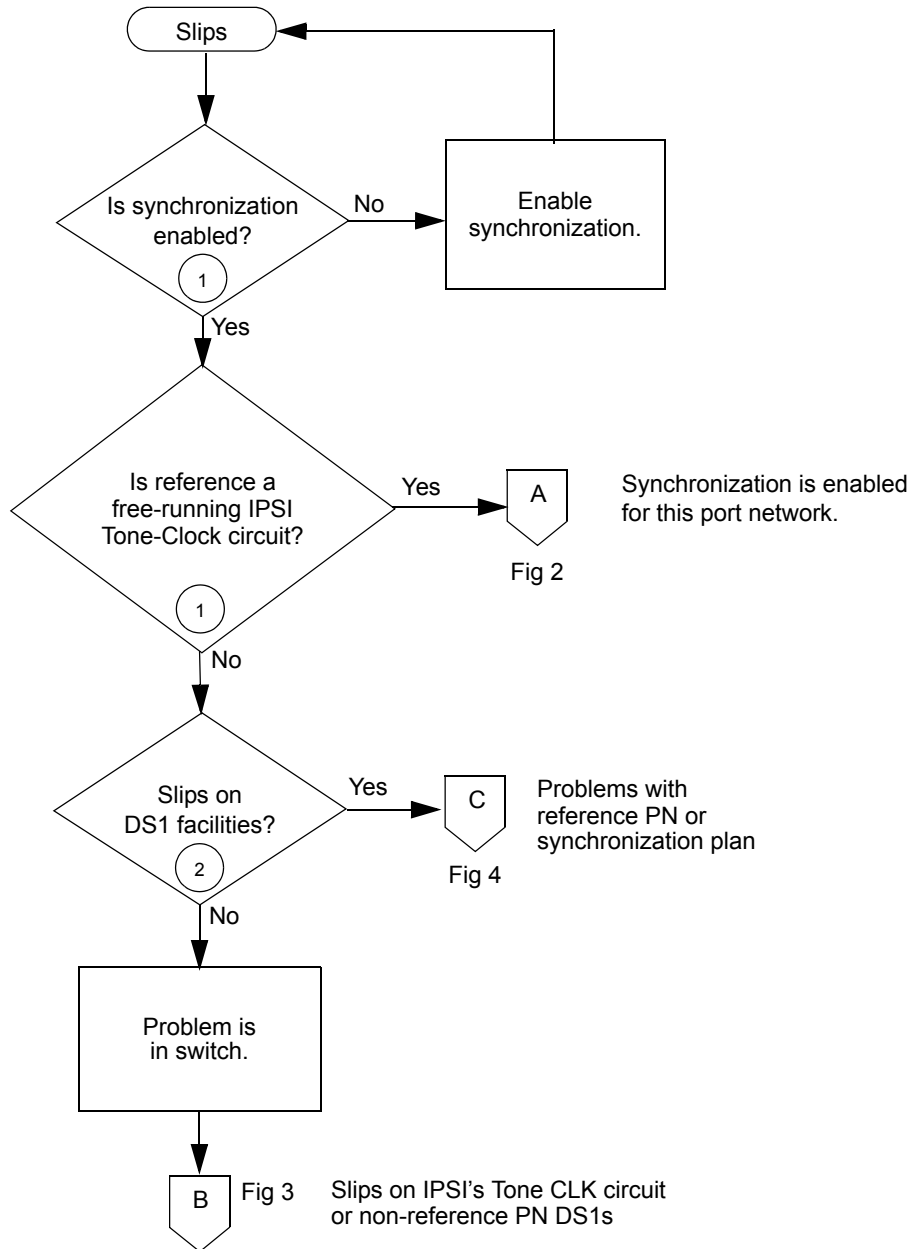 Slips
Is synchronization
enabled?
1
No
Enable
synchronization.
Yes
Is reference a
free-running IPSI
Tone-Clock circuit?
1
Yes
A
Fig 2
Synchronization is enabled
for this port network.
No
Slips on
DS1 facilities?
2
Yes
C
Fig 4
Problems with
reference PN or
synchronization plan
No
Problem is
in switch.
B
Fig 3
Slips on IPSI's Tone CLK circuit
or non-reference PN DS1s